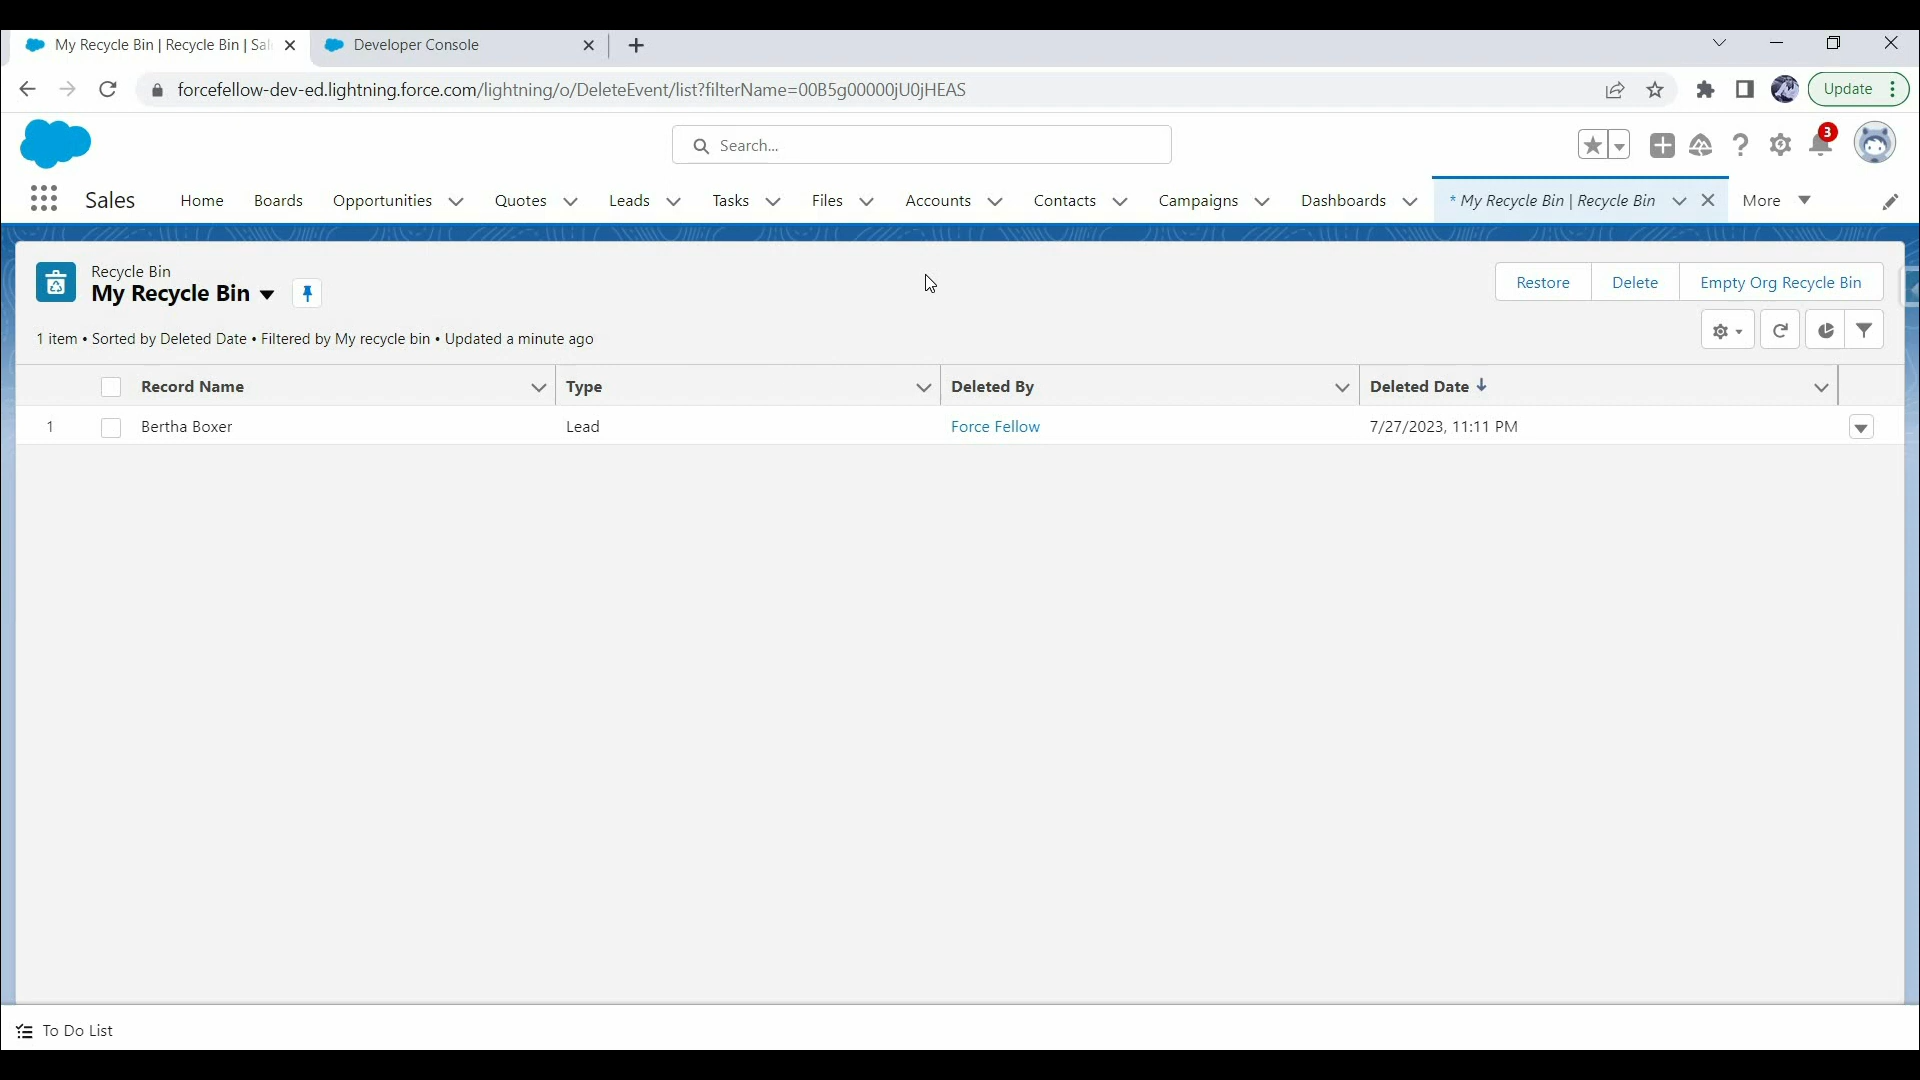 My Recycle Bin | Recycle Bin | Sal
Developer Console
forcefellow-dev-ed.lightning.force.com/lightning/o/DeleteEvent/list?filterName=00B5g00000jU0jHEAS
Update
Search...
3
Sales
Home
Boards
Opportunities
Quotes
Leads
Tasks
Files
Accounts
Contacts
Campaigns
Dashboards
* My Recycle Bin | Recycle Bin
More
Recycle Bin
My Recycle Bin
Restore
Delete
Empty Org Recycle Bin
1 item • Sorted by Deleted Date • Filtered by My recycle bin • Updated a minute ago
Record Name
Type
Deleted By
Deleted Date
1
Bertha Boxer
Lead
Force Fellow
7/27/2023, 11:11 PM
To Do List